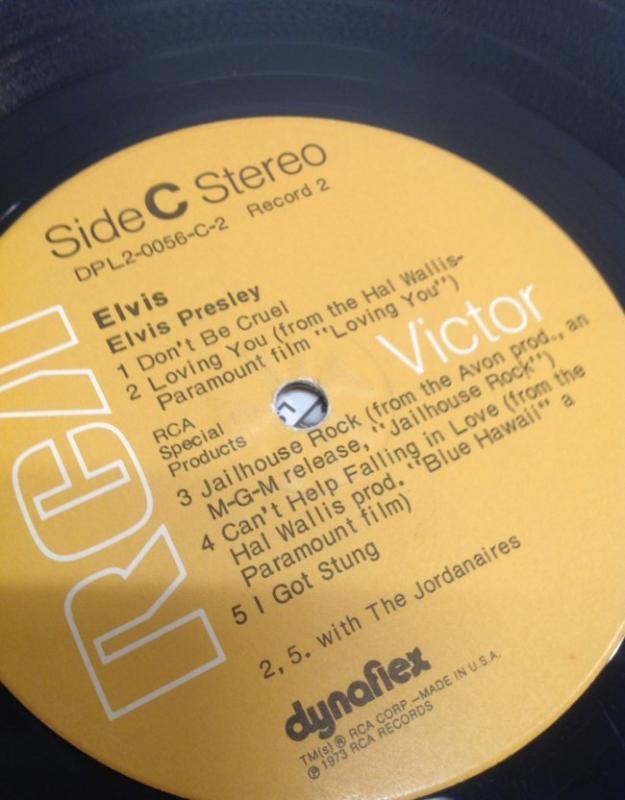 Side C Stereo
DPL2-0056-C-2 Record 2
Elvis
Elvis Presley
1 Don't Be Cruel
2 Loving You (from the Hal Wallis-
Paramount film "Loving You")
RCA
Victor
RCA
Special
Products
3 Jailhouse Rock (from the Avon prod., an
M-G-M release, "Jailhouse Rock")
4 Can't Help Falling in Love (from the
Hal Wallis prod. "Blue Hawaii" a
Paramount film)
5 I Got Stung
2, 5. with The Jordanaires
dynaflex
TM(s) ® RCA CORP.—MADE IN U.S.A.
℗ 1973 RCA RECORDS